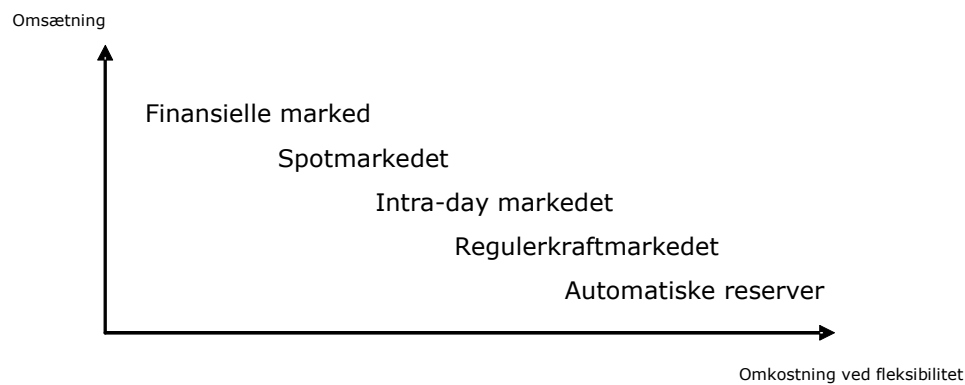 Omsætning
Finansielle marked
Spotmarkedet
Intra-day markedet
Regulerkraftmarkedet
Automatiske reserver
Omkostning ved fleksibilitet